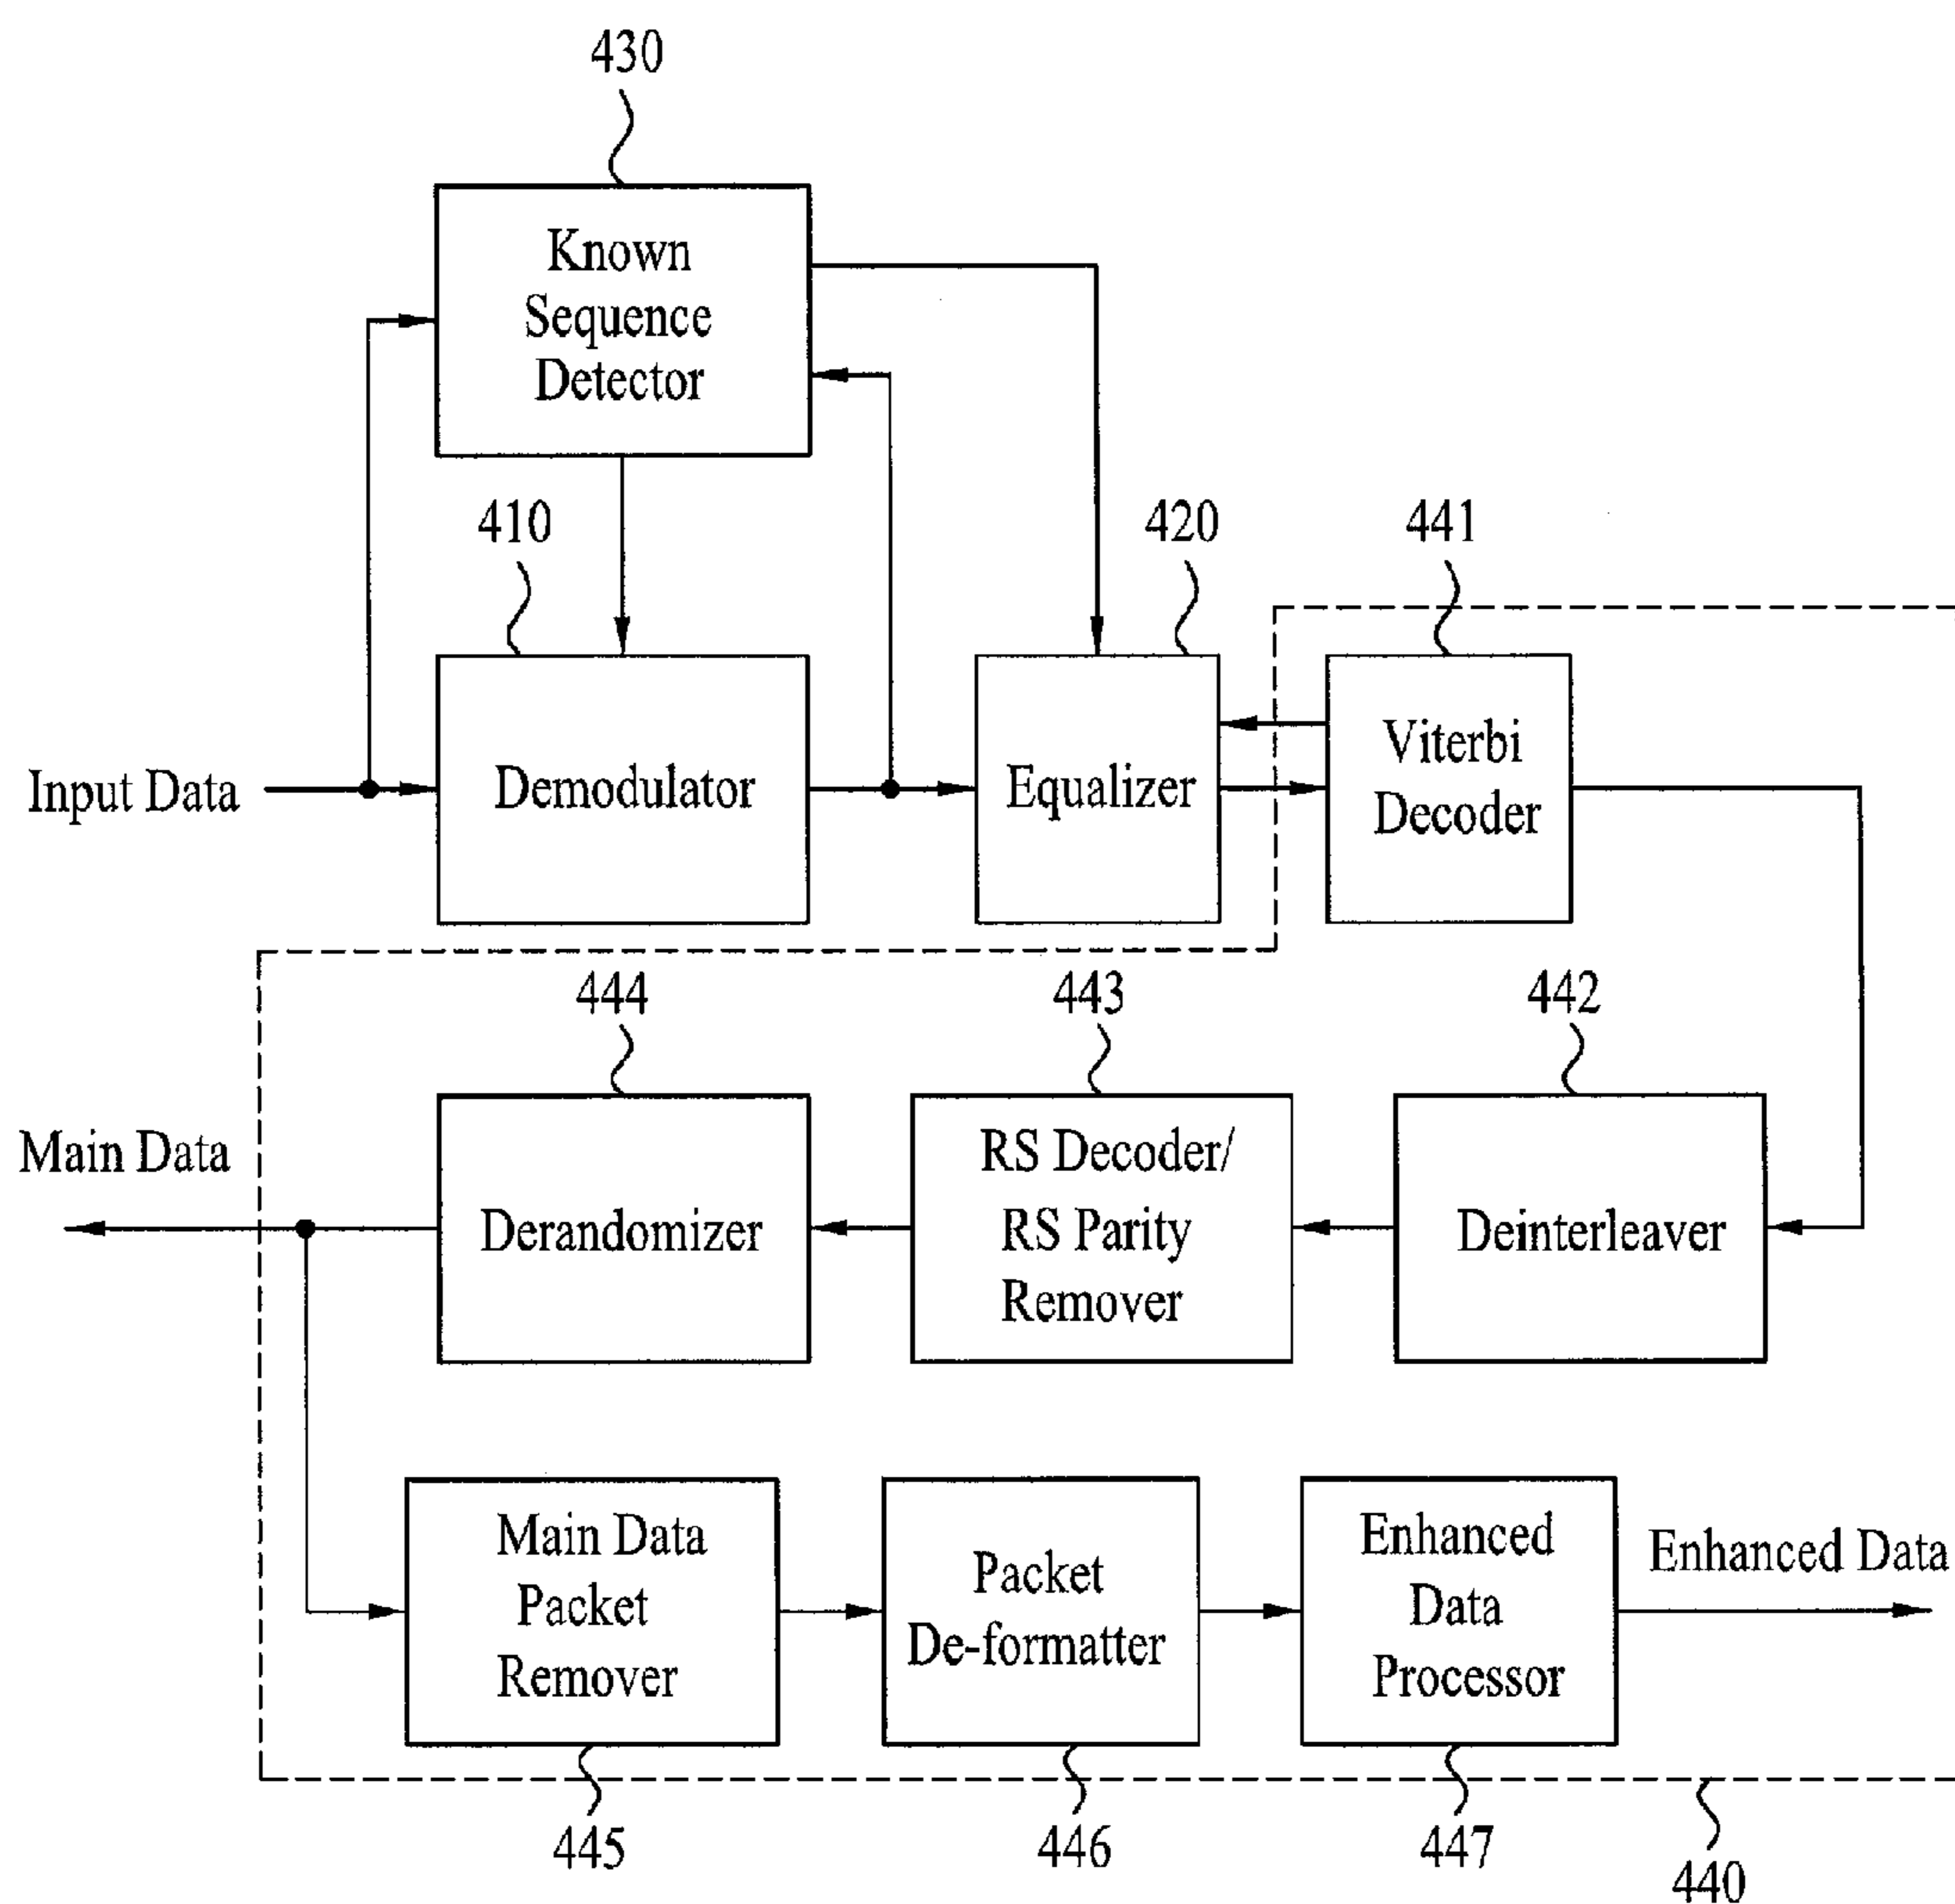 430
Known
Sequence
Detector
410
420
441
Input Data
Demodulator
Equalizer
Viterbi
Decoder
444
443
442
Main Data
Derandomizer
RS Decoder/
RS Parity
Remover
Deinterleaver
Main Data
Packet
Remover
Packet
De-formatter
Enhanced
Data
Processor
Enhanced Data
445
446
447
440